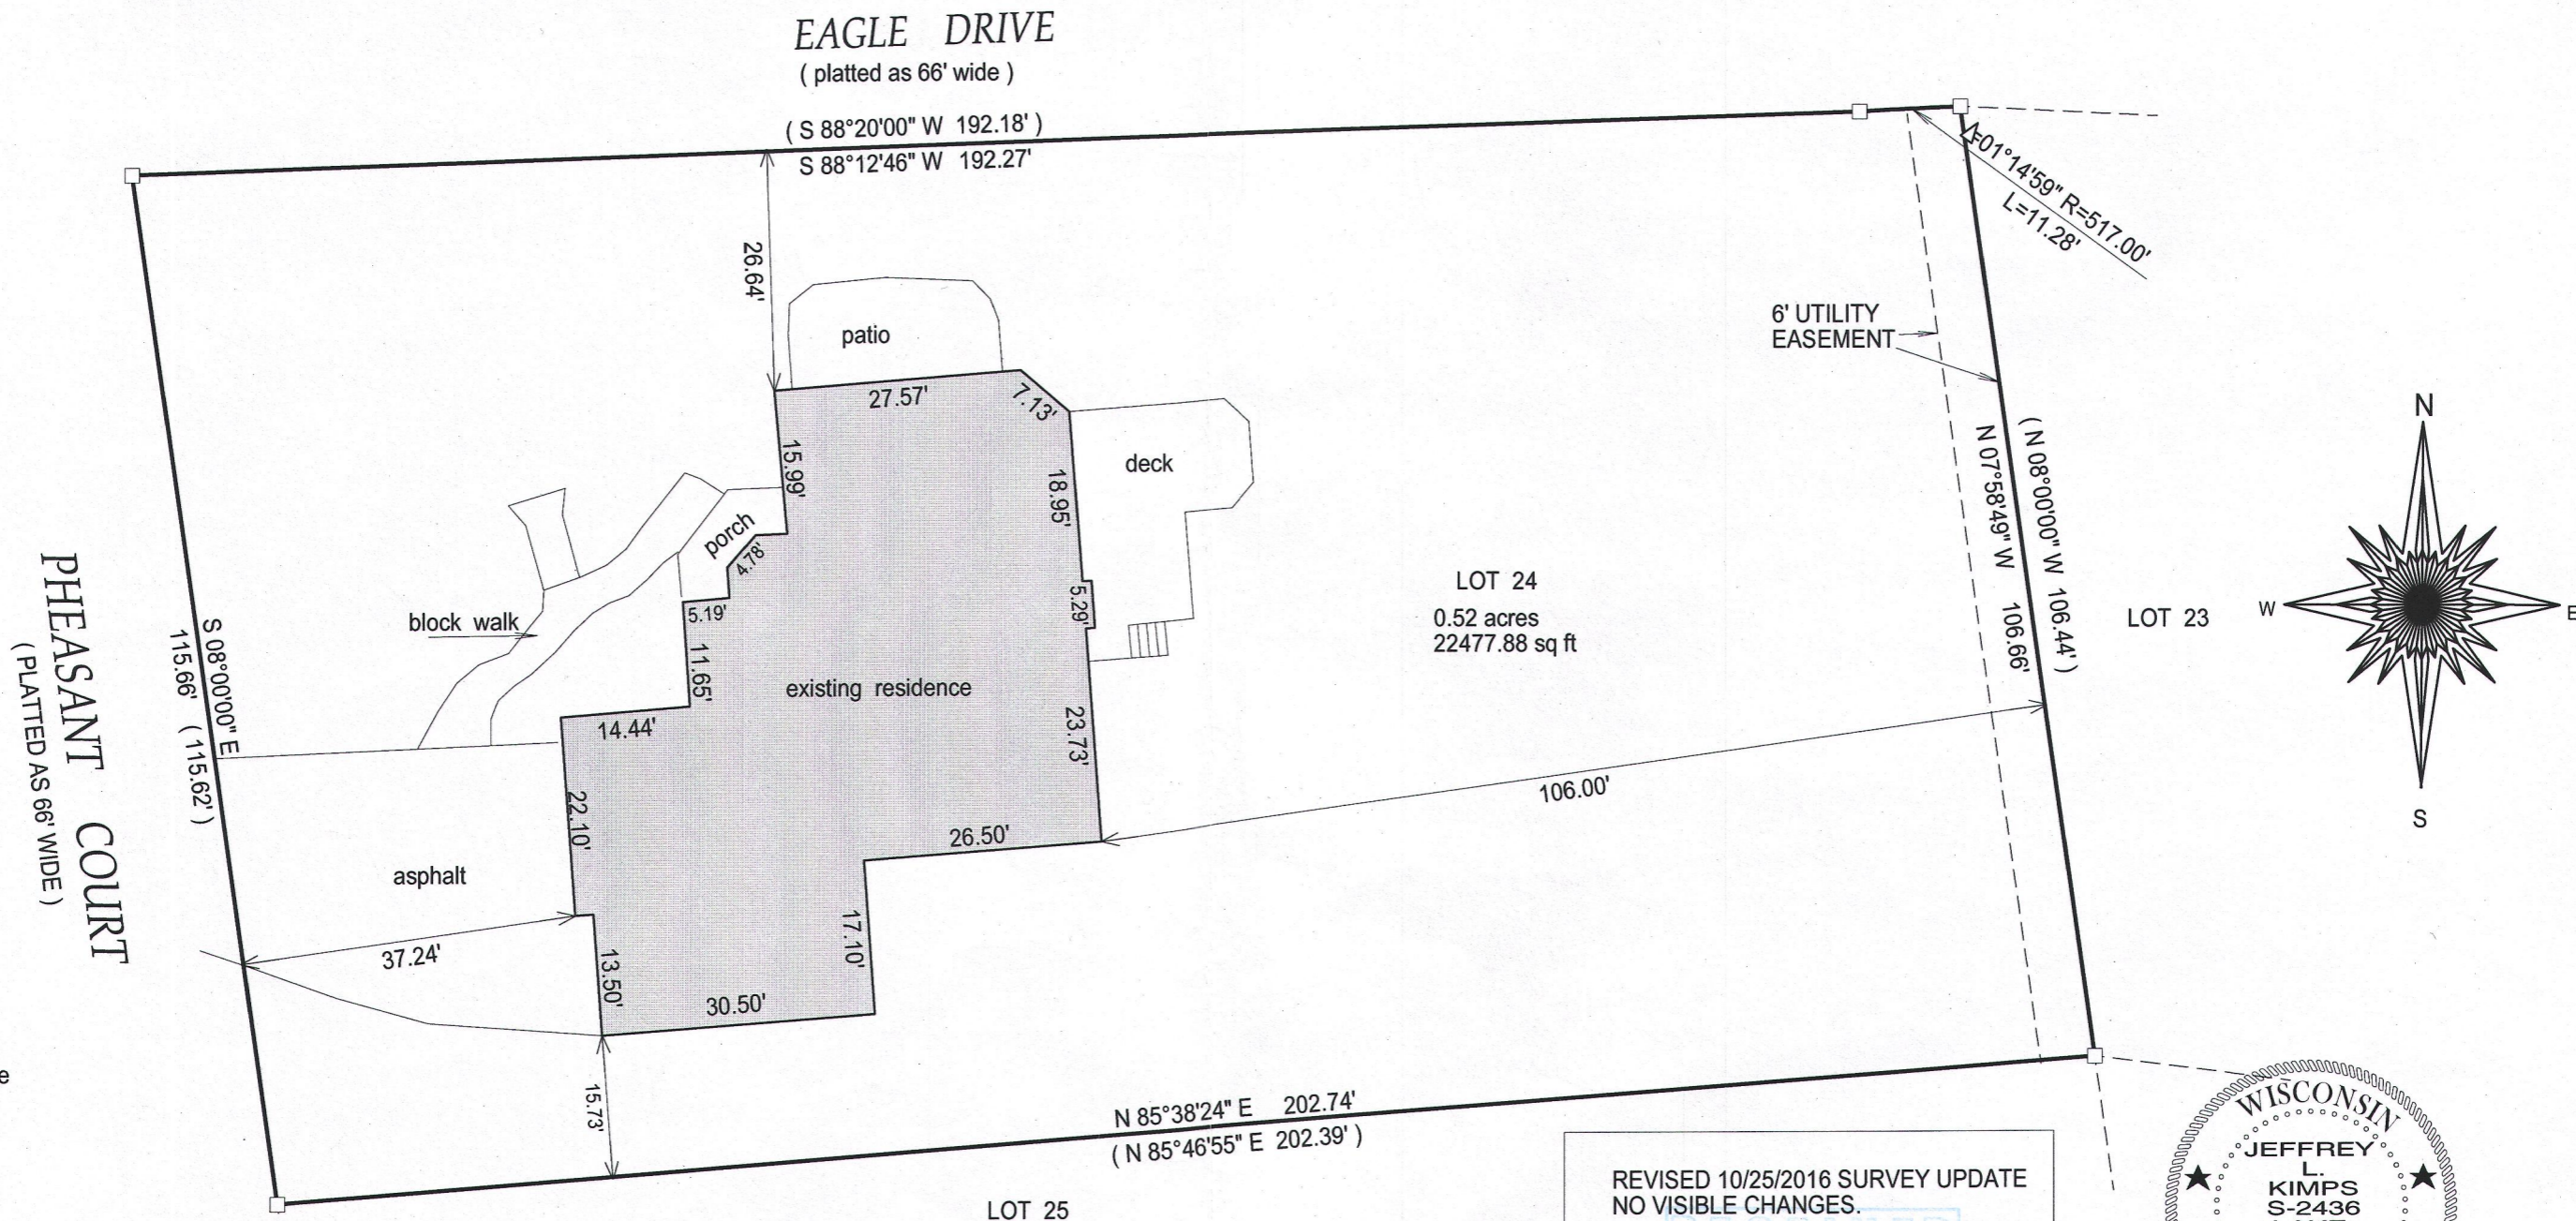 EAGLE DRIVE
( platted as 66' wide )
( S 88°20'00" W 192.18' )
S 88°12'46" W 192.27'
Δ=01°14'59" R=517.00'
L=11.28'
26.64'
patio
6' UTILITY
EASEMENT
27.57'
7.13'
15.99'
deck
18.95'
porch
4.78'
5.19'
5.29'
block walk
11.65'
existing residence
14.44'
23.73'
LOT 24
0.52 acres
22477.88 sq ft
N 07°58'49" W 106.66'
( N 08°00'00" W 106.44' )
LOT 23
N
W
E
S
S 08°00'00" E
115.66' ( 115.62' )
PHEASANT COURT
( PLATTED AS 66' WIDE )
106.00'
22.10'
26.50'
asphalt
37.24'
17.10'
13.50'
30.50'
15.73'
e
N 85°38'24" E 202.74'
( N 85°46'55" E 202.39' )
LOT 25
REVISED 10/25/2016 SURVEY UPDATE
NO VISIBLE CHANGES.
WISCONSIN
JEFFREY
L.
KIMPS
S-2436